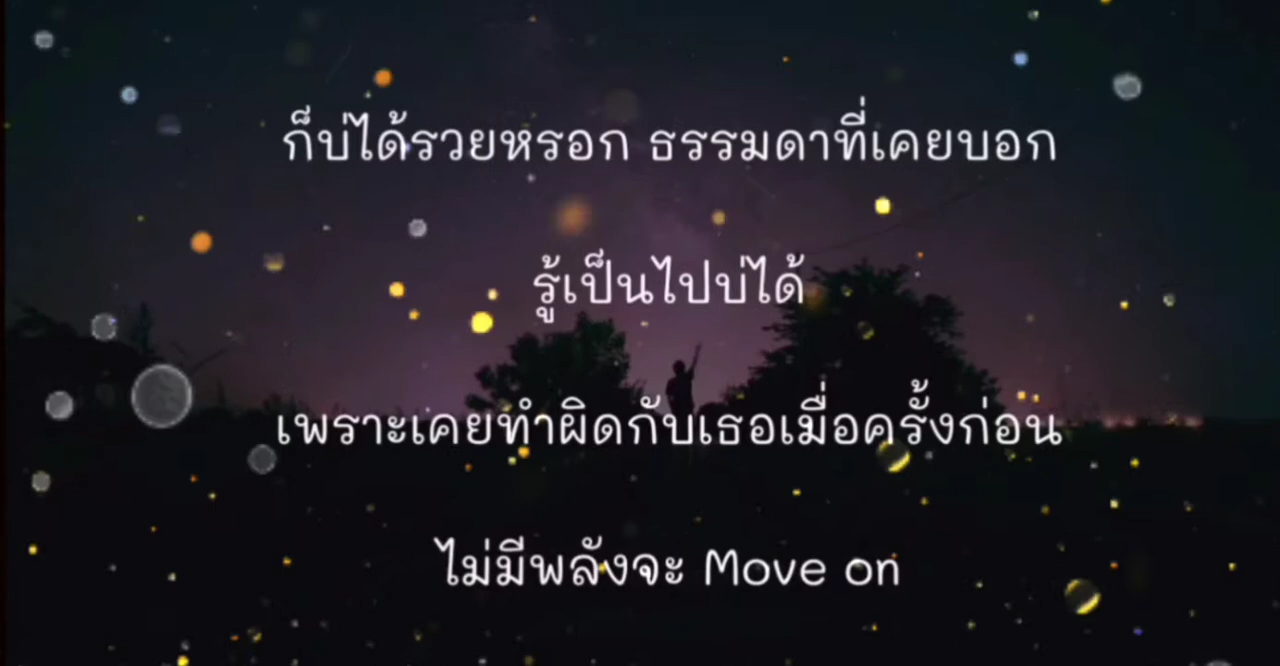 ก็บ่ได้รวยหรอก ธรรมดาที่เคยบอก
รู้เป็นไปบ่ได้
เพราะเคยทำผิดกับเธอเมื่อครั้งก่อน
ไม่มีพลังจะ Move on